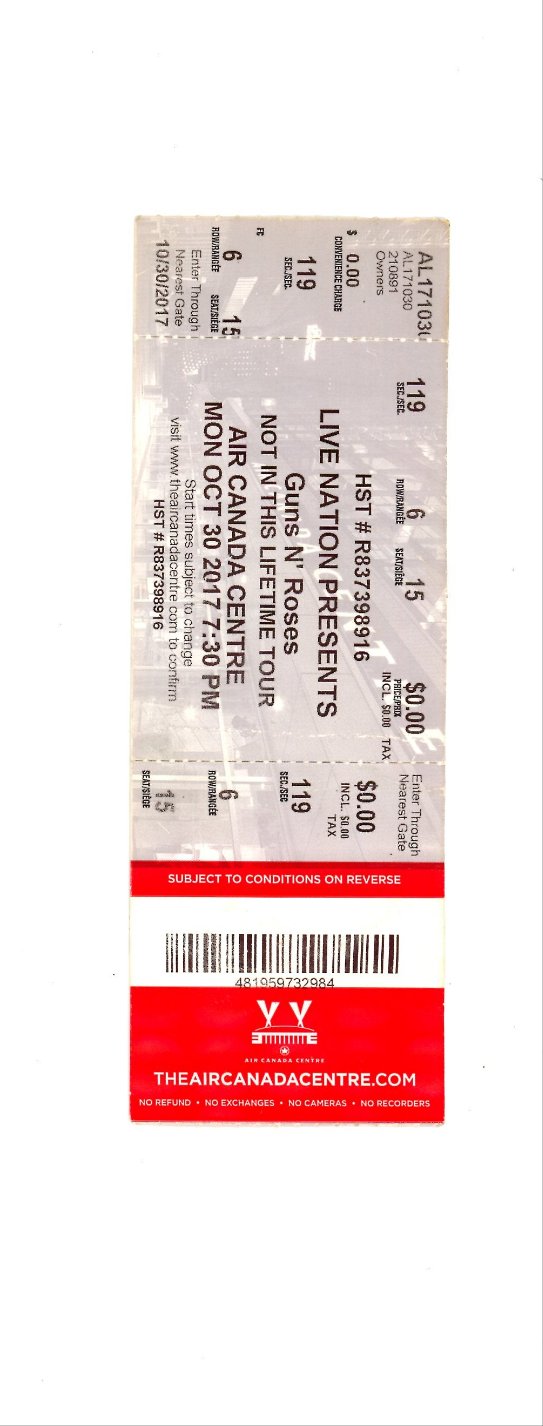 AL171030
AL171030
210891
Owners
$ 0.00
CONVENIENCE CHARGE
119
SEC./SEC.
FC
6 15
ROW/RANGÉE SEAT/SIÈGE
Enter Through
Nearest Gate
10/30/2017
119 6 15 $0.00
SEC./SEC. ROW/RANGÉE SEAT/SIÈGE PRICE/PRIX
INCL. $0.00 TAX
HST # R837398916
LIVE NATION PRESENTS
Guns N' Roses
NOT IN THIS LIFETIME TOUR
AIR CANADA CENTRE
MON OCT 30 2017 7:30 PM
Start times subject to change
visit www.theaircanadacentre.com to confirm
HST # R837398916
Enter Through
Nearest Gate
$0.00
INCL. $0.00
TAX
119
SEC./SEC
6
ROW/RANGÉE
15
SEAT/SIÈGE
SUBJECT TO CONDITIONS ON REVERSE
481959732984
AIR CANADA CENTRE
THEAIRCANADACENTRE.COM
NO REFUND • NO EXCHANGES • NO CAMERAS • NO RECORDERS